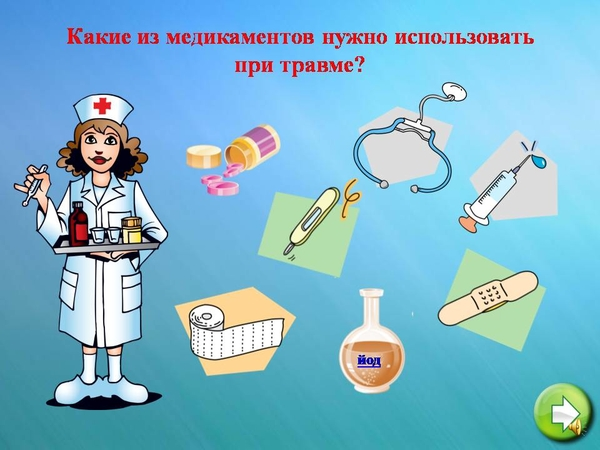 Какие из медикаментов нужно использовать
при травме?
йод